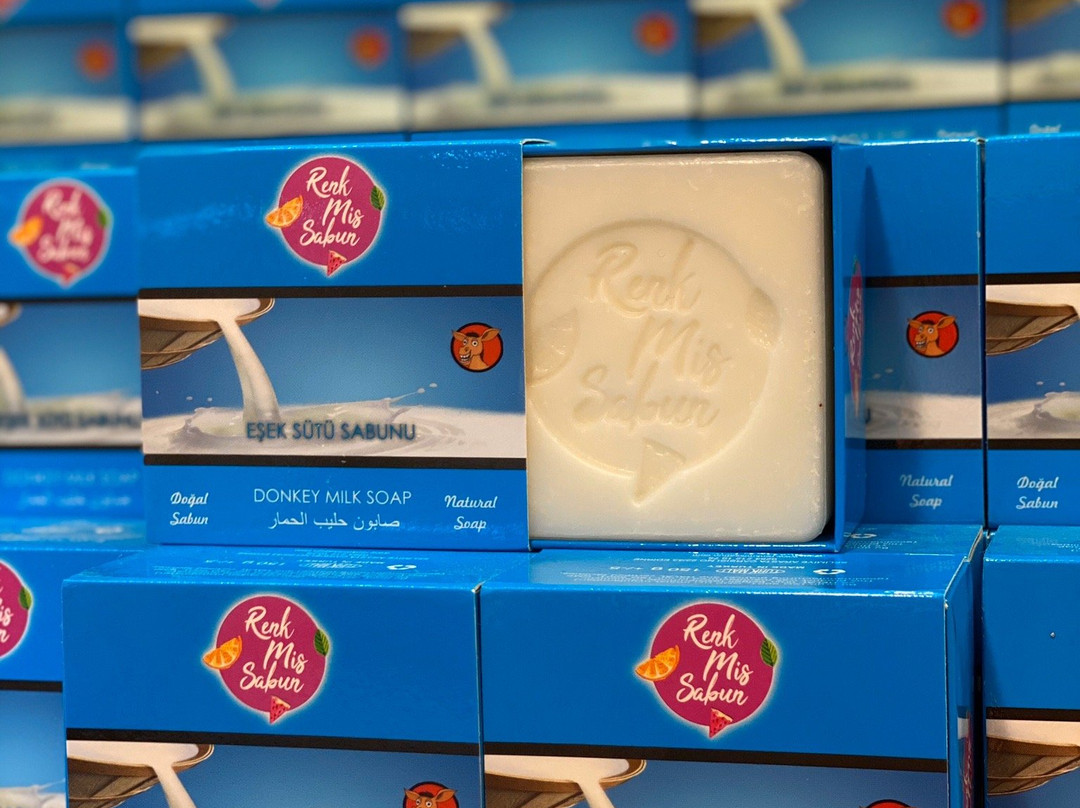 Renk
Mis
Sabun
EŞEK SÜTÜ SABUNU
Doğal
Sabun
DONKEY MILK SOAP
صابون حليب الحمار
Natural
Soap
Renk
Mis
Sabun
Renk
Mis
Sabun
Natural
Soap
Doğal
Sabun
Renk
Mis
Sabun
Renk
Mis
Sabun